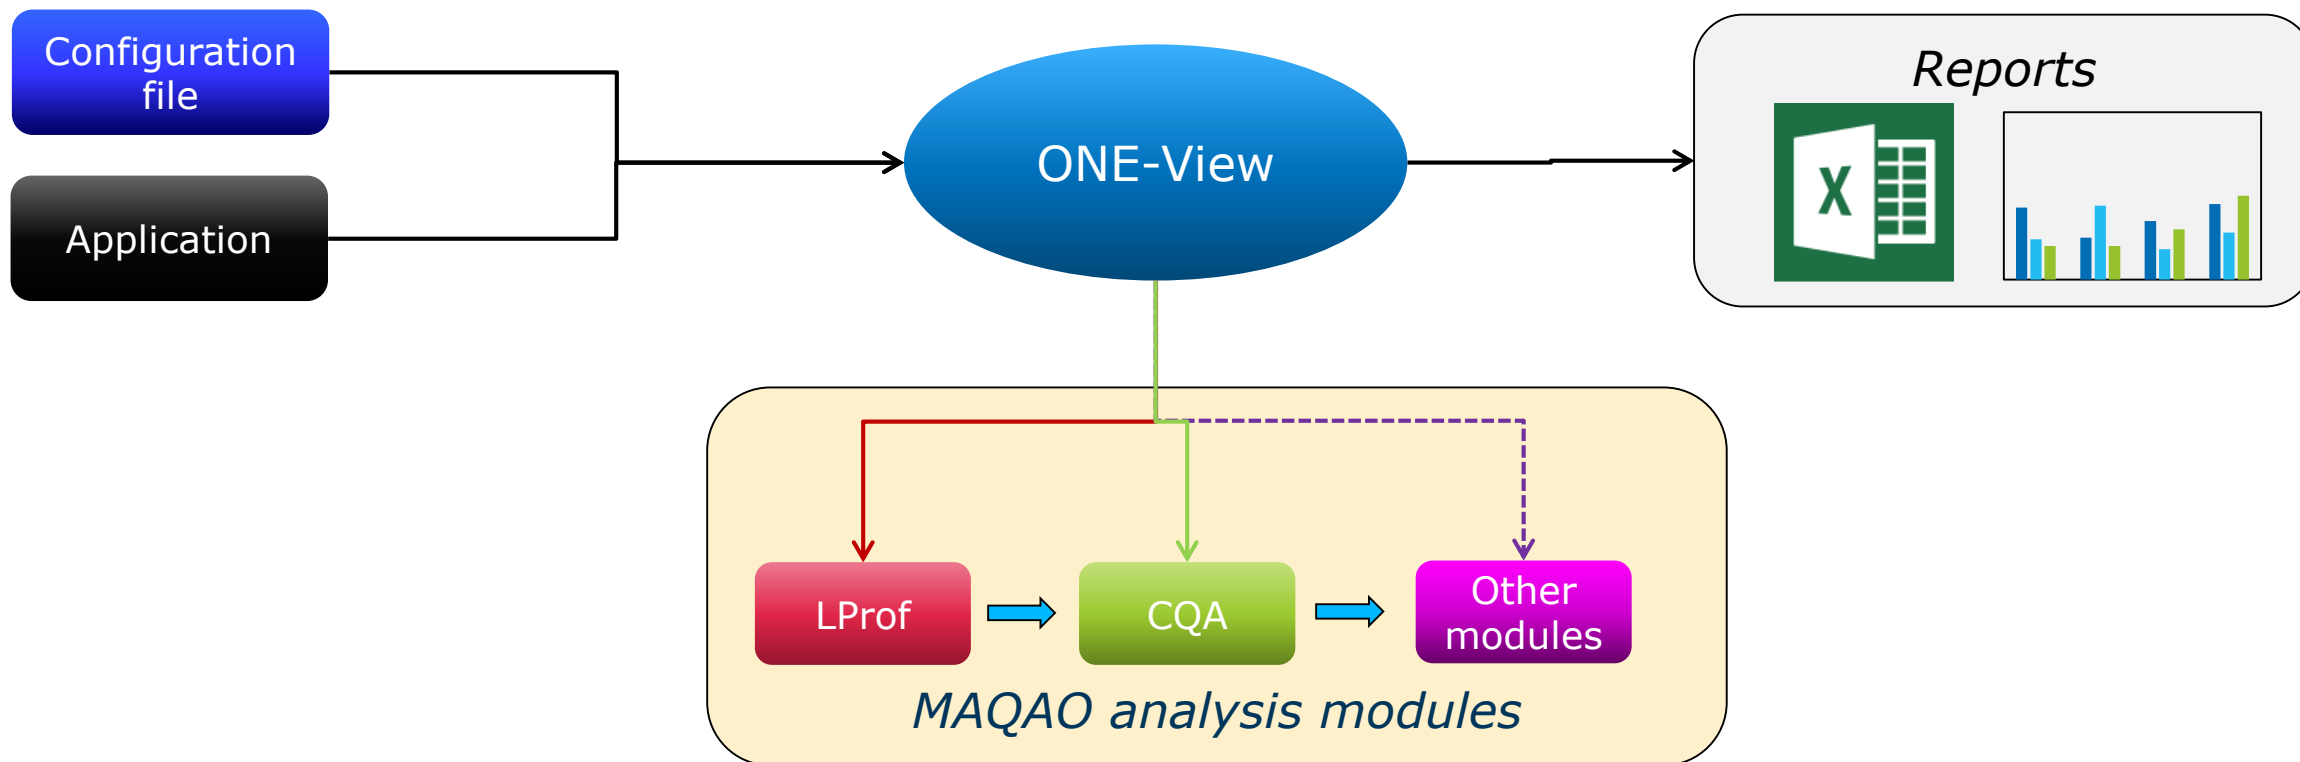 Configuration
file
Application
ONE-View
Reports
X
LProf
CQA
Other
modules
MAQAO analysis modules